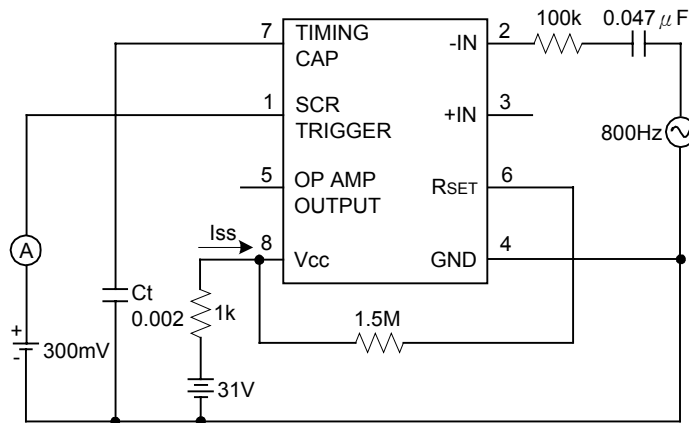 7
TIMING
CAP
-IN
2
100k
0.047μF
1
SCR
TRIGGER
+IN
3
800Hz
5
OP AMP
OUTPUT
RSET
6
Iss
8
Vcc
GND
4
A
Ct
0.002
1k
1.5M
+
-
300mV
31V